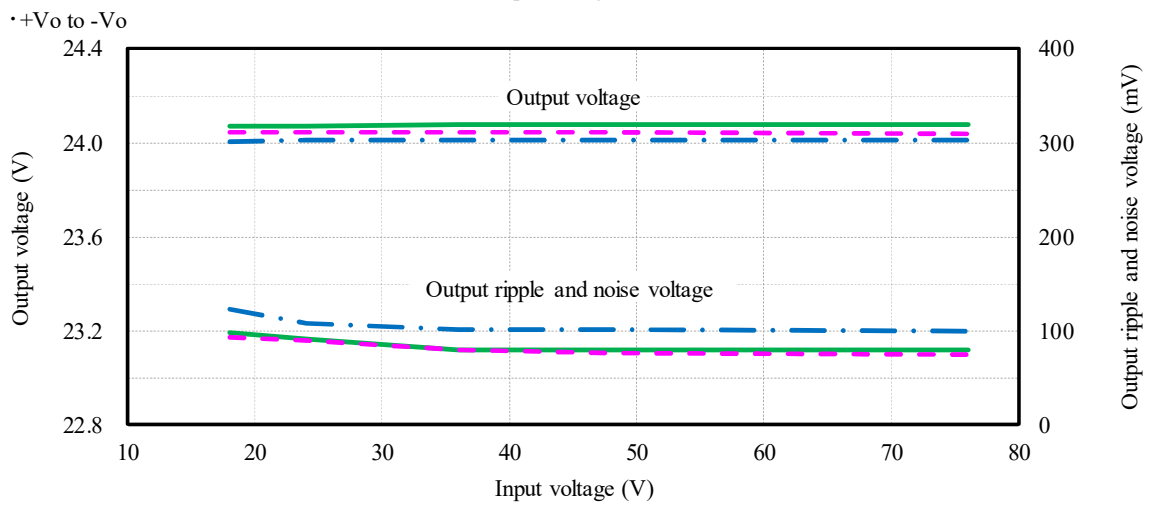 ·+Vo to -Vo
24.4
24.0
23.6
23.2
22.8
Output voltage (V)
400
300
200
100
0
Output ripple and noise voltage (mV)
Output voltage
Output ripple and noise voltage
10 20 30 40 50 60 70 80
Input voltage (V)